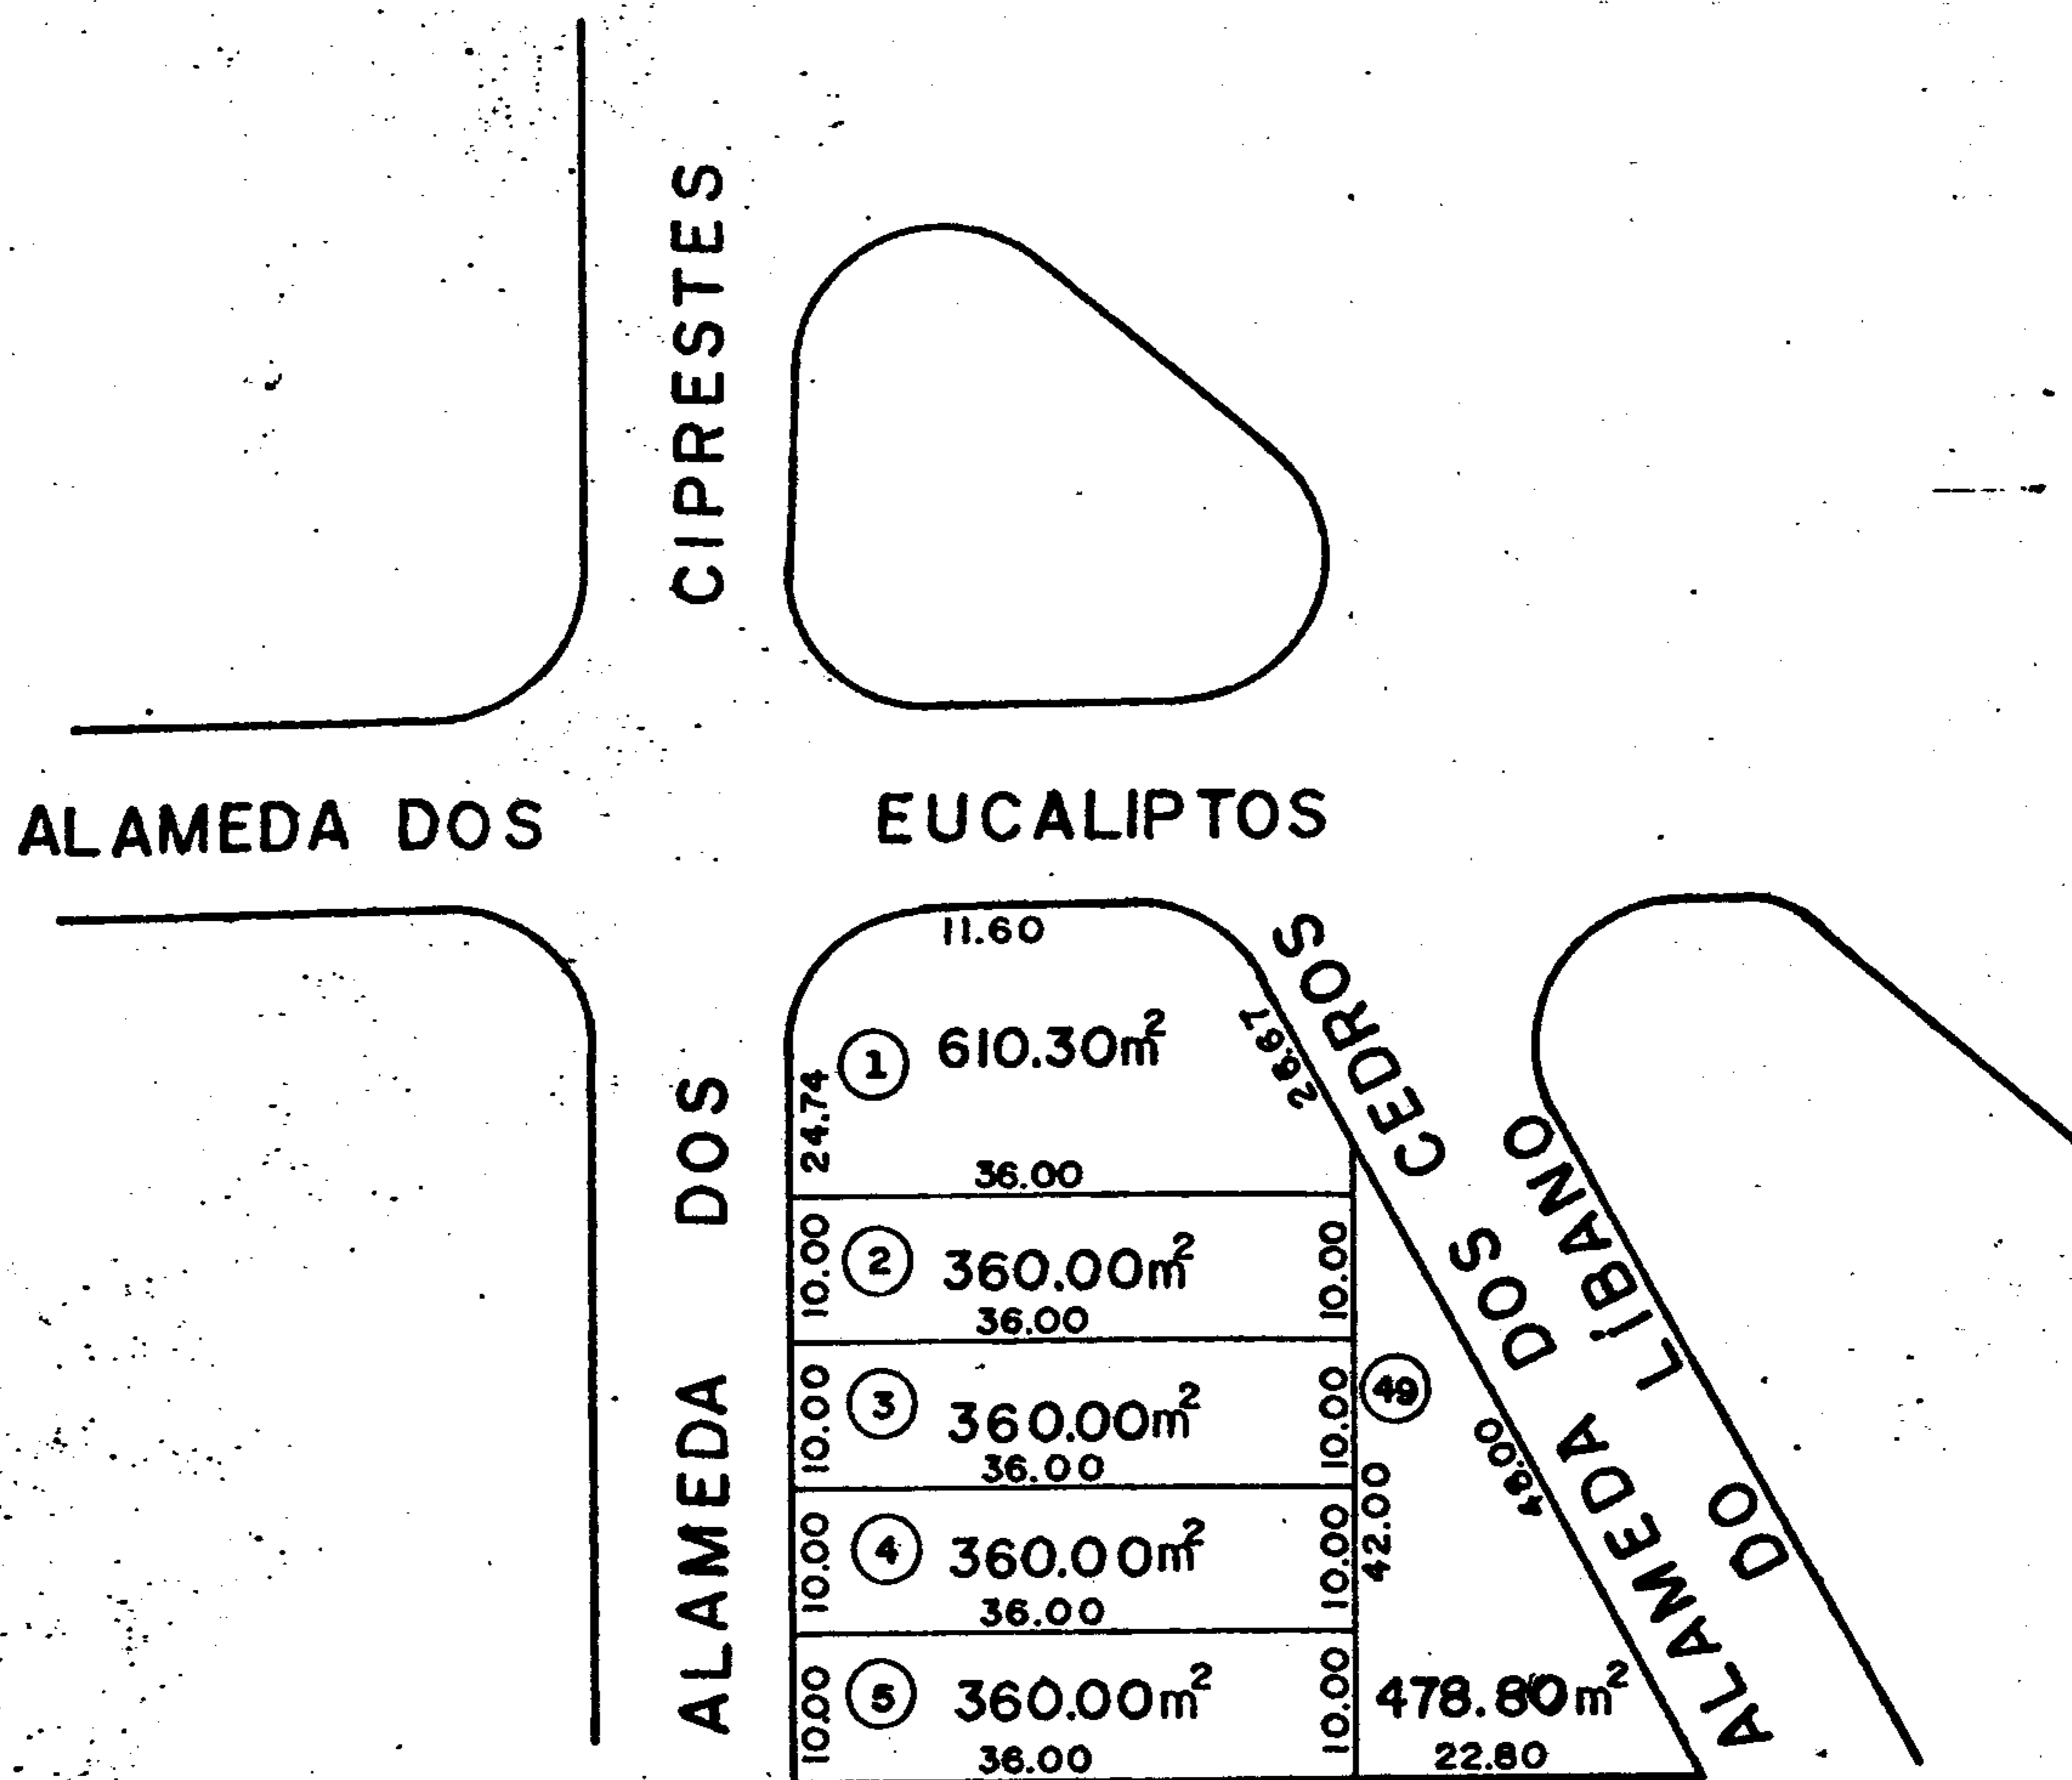 CIPRESTES
ALAMEDA DOS EUCALIPTOS
11.60
1 610.30m²
24.74
26.67
36.00
ALAMEDA DOS
ALAMEDA DOS CEDROS
DO LÍBANO
10.00 2 360.00m² 10.00
36.00
10.00 3 360.00m² 10.00
36.00
49
48.00
42.00
10.00 4 360.00m² 10.00
36.00
10.00 5 360.00m² 10.00
36.00
478.80m²
22.80